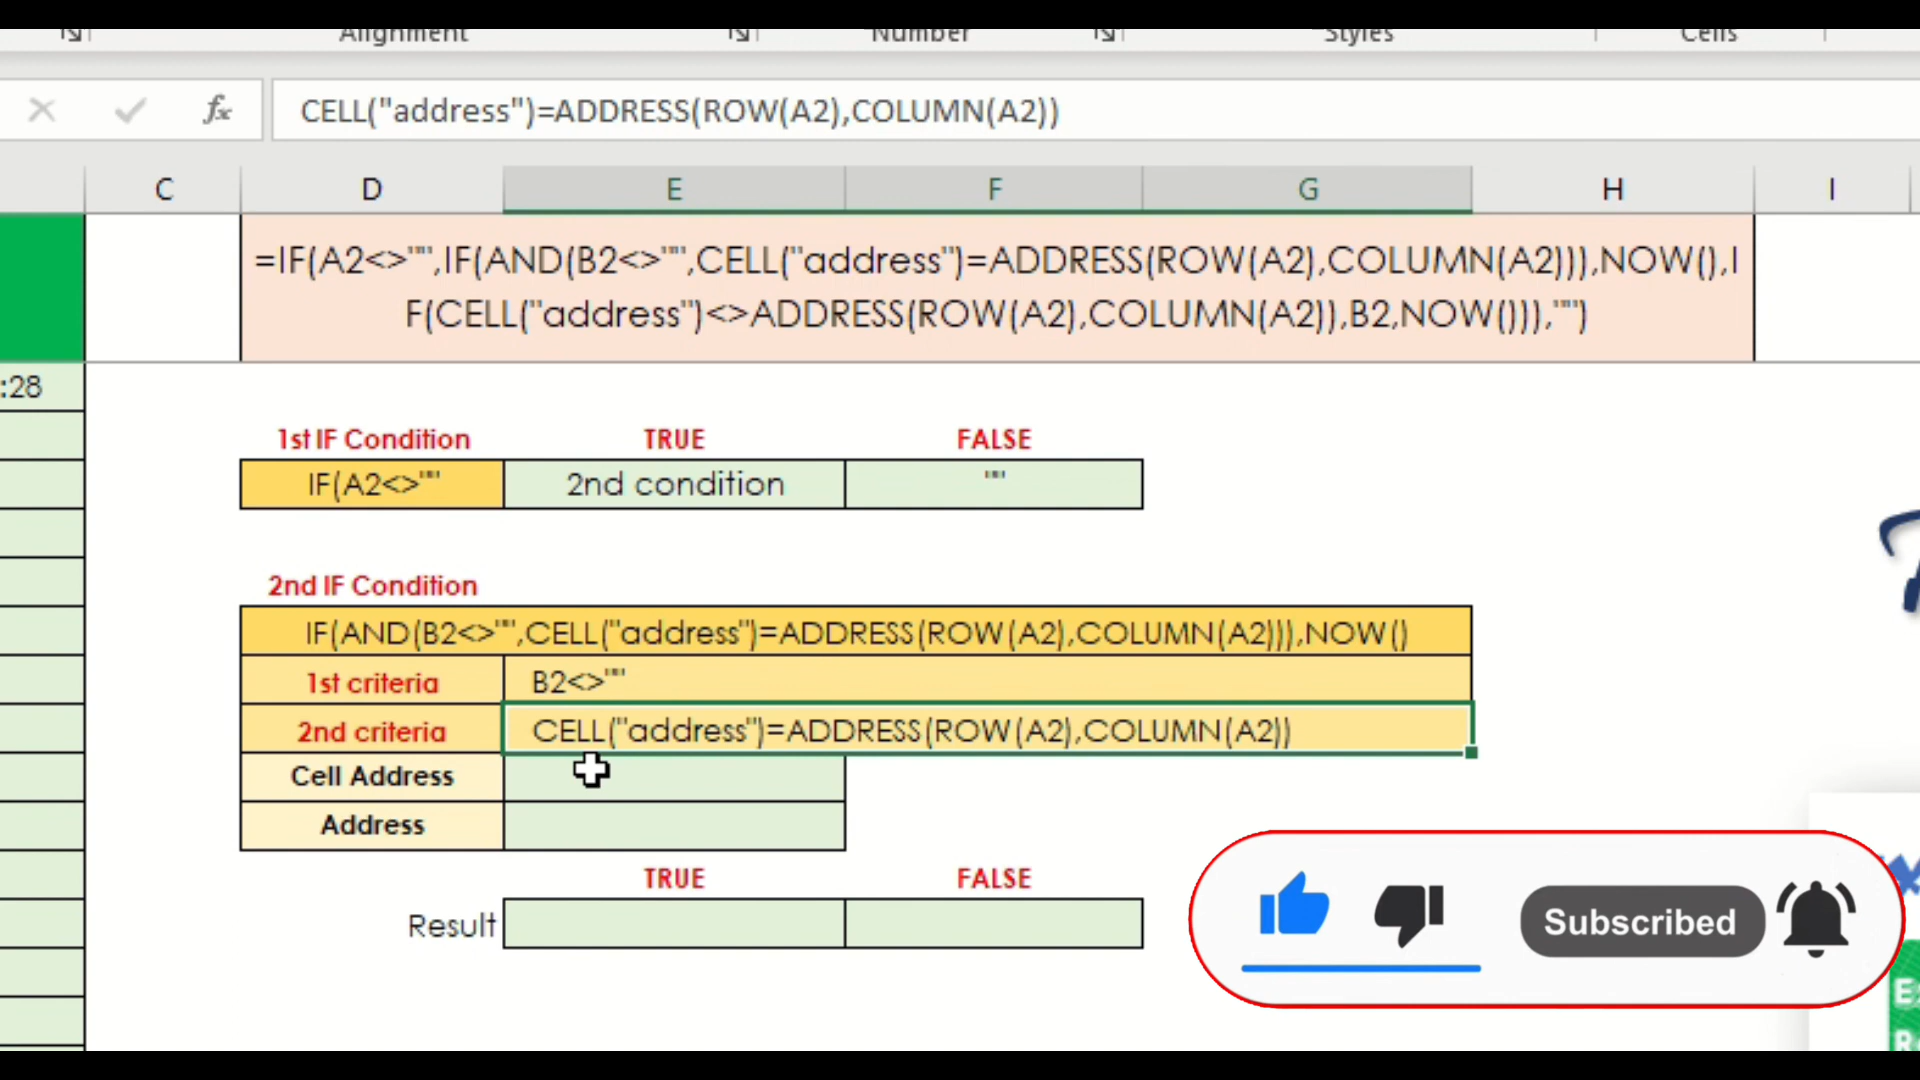 Alignment Number Styles Cells
fx CELL("address")=ADDRESS(ROW(A2),COLUMN(A2))
C D E F G H I
=IF(A2<>"",IF(AND(B2<>"",CELL("address")=ADDRESS(ROW(A2),COLUMN(A2))),NOW(),I
F(CELL("address")<>ADDRESS(ROW(A2),COLUMN(A2)),B2,NOW())),"")
:28
1st IF Condition TRUE FALSE
IF(A2<>"" 2nd condition ""
2nd IF Condition
IF(AND(B2<>"",CELL("address")=ADDRESS(ROW(A2),COLUMN(A2))),NOW()
1st criteria B2<>""
2nd criteria CELL("address")=ADDRESS(ROW(A2),COLUMN(A2))
Cell Address
Address
TRUE FALSE
Result
Subscribed